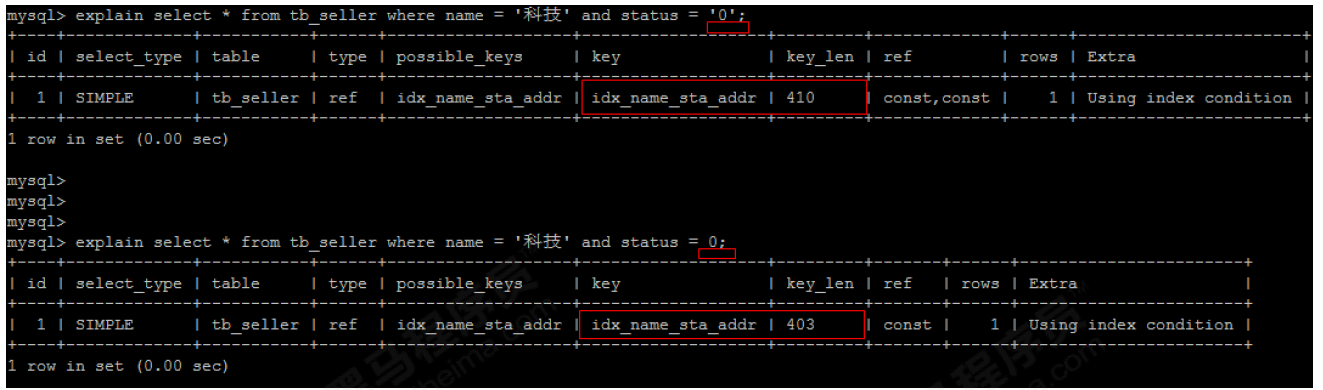 mysql> explain select * from tb_seller where name = '科技' and status = '0';
+----+-------------+-----------+------+------------------+------------------+---------+-------------+------+-----------------------+
| id | select_type | table     | type | possible_keys    | key              | key_len | ref         | rows | Extra                 |
+----+-------------+-----------+------+------------------+------------------+---------+-------------+------+-----------------------+
|  1 | SIMPLE      | tb_seller | ref  | idx_name_sta_addr | idx_name_sta_addr | 410     | const,const |    1 | Using index condition |
+----+-------------+-----------+------+------------------+------------------+---------+-------------+------+-----------------------+
1 row in set (0.00 sec)
mysql>
mysql>
mysql>
mysql> explain select * from tb_seller where name = '科技' and status = 0;
+----+-------------+-----------+------+------------------+------------------+---------+-------+------+-----------------------+
| id | select_type | table     | type | possible_keys    | key              | key_len | ref   | rows | Extra                 |
+----+-------------+-----------+------+------------------+------------------+---------+-------+------+-----------------------+
|  1 | SIMPLE      | tb_seller | ref  | idx_name_sta_addr | idx_name_sta_addr | 403     | const |    1 | Using index condition |
+----+-------------+-----------+------+------------------+------------------+---------+-------+------+-----------------------+
1 row in set (0.00 sec)